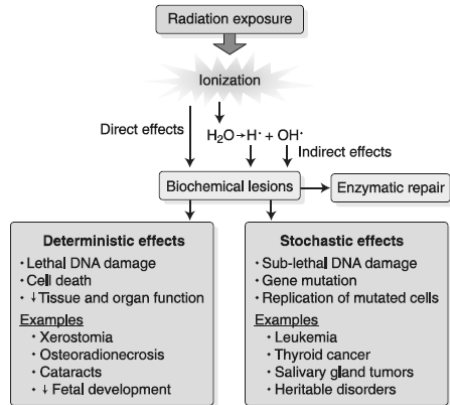 Radiation exposure
Ionization
Direct effects
H₂O→H· + OH·
Indirect effects
Biochemical lesions
Enzymatic repair
Deterministic effects
· Lethal DNA damage
· Cell death
· ↓Tissue and organ function
Examples
· Xerostomia
· Osteoradionecrosis
· Cataracts
· ↓ Fetal development
Stochastic effects
· Sub-lethal DNA damage
· Gene mutation
· Replication of mutated cells
Examples
· Leukemia
· Thyroid cancer
· Salivary gland tumors
· Heritable disorders